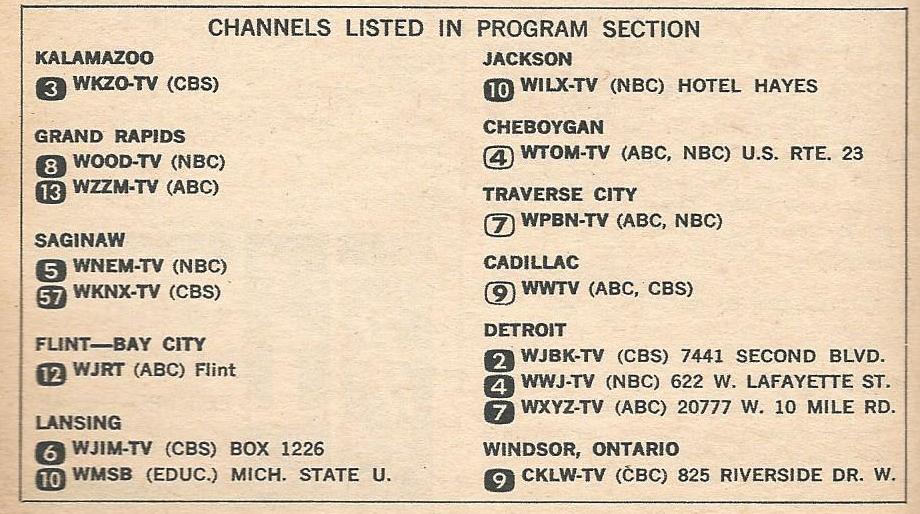 CHANNELS LISTED IN PROGRAM SECTION
KALAMAZOO
3 WKZO-TV (CBS)
GRAND RAPIDS
8 WOOD-TV (NBC)
13 WZZM-TV (ABC)
SAGINAW
5 WNEM-TV (NBC)
57 WKNX-TV (CBS)
FLINT—BAY CITY
12 WJRT (ABC) Flint
LANSING
6 WJIM-TV (CBS) BOX 1226
10 WMSB (EDUC.) MICH. STATE U.
JACKSON
10 WILX-TV (NBC) HOTEL HAYES
CHEBOYGAN
4 WTOM-TV (ABC, NBC) U.S. RTE. 23
TRAVERSE CITY
7 WPBN-TV (ABC, NBC)
CADILLAC
9 WWTV (ABC, CBS)
DETROIT
2 WJBK-TV (CBS) 7441 SECOND BLVD.
4 WWJ-TV (NBC) 622 W. LAFAYETTE ST.
7 WXYZ-TV (ABC) 20777 W. 10 MILE RD.
WINDSOR, ONTARIO
9 CKLW-TV (CBC) 825 RIVERSIDE DR. W.